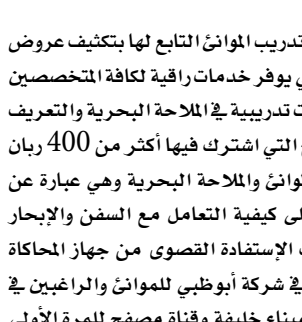 تدريب الموانئ التابع لها بتكثيف عروض
ي يوفر خدمات راقية لكافة المتخصصين
ت تدريبية في الملاحة البحرية والتعريف
ج التي اشترك فيها أكثر من 400 ربان
وانئ والملاحة البحرية وهي عبارة عن
لى كيفية التعامل مع السفن والإبحار
ب الإستفادة القصوى من جهاز المحاكاة
في شركة أبوظبي للموانئ والراغبين في
ميناء خليفة وقناة مصفح للمرة الأولى